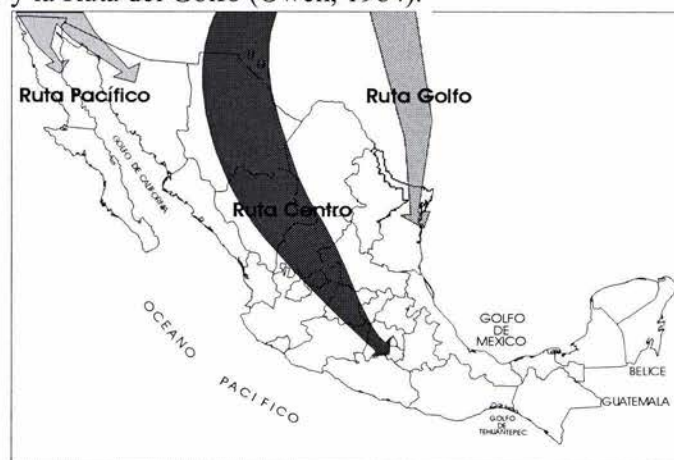 y la Ruta del Golfo (Owen, 1984).
Ruta Pacífico
Ruta Golfo
GOLFO DE CALIFORNIA
Ruta Centro
OCEANO PACIFICO
GOLFO
DE
MEXICO
BELICE
GUATEMALA
GOLFO
DE
TEHUANTEPEC